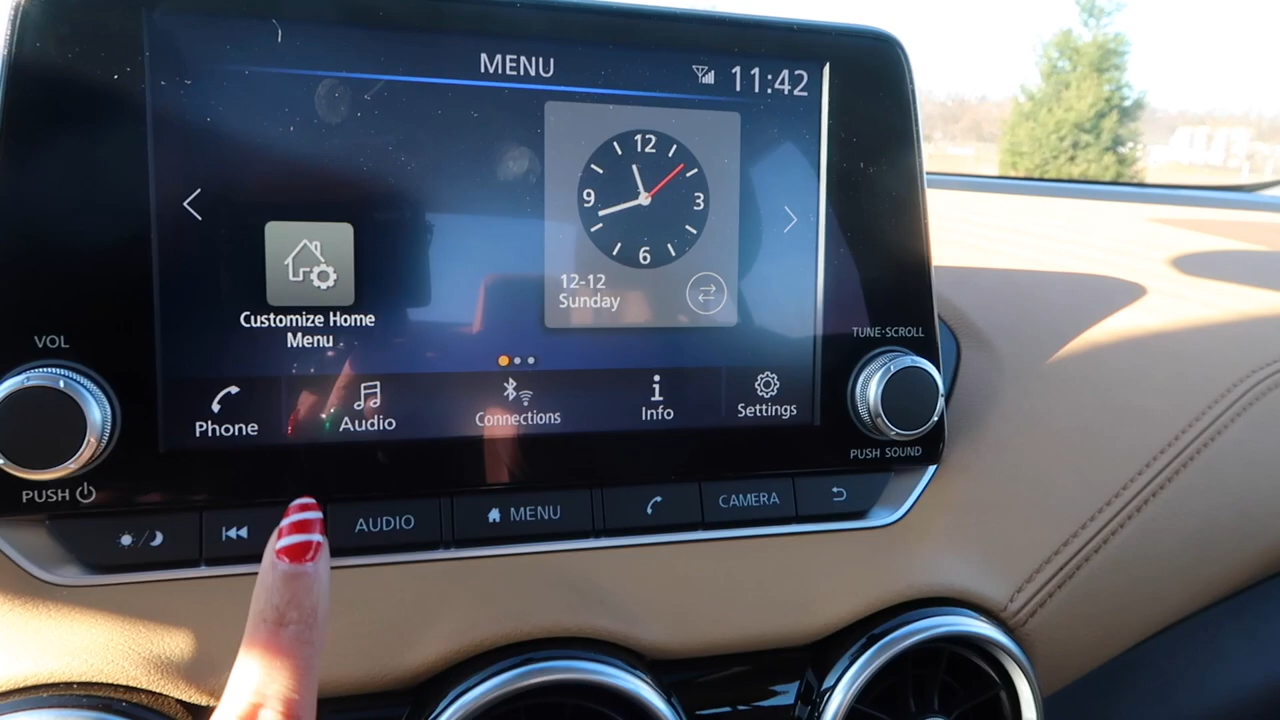 MENU
11:42
12
9
3
6
12-12
Sunday
Customize Home
Menu
VOL
TUNE·SCROLL
Phone
Audio
Connections
Info
Settings
PUSH
PUSH SOUND
AUDIO
MENU
CAMERA